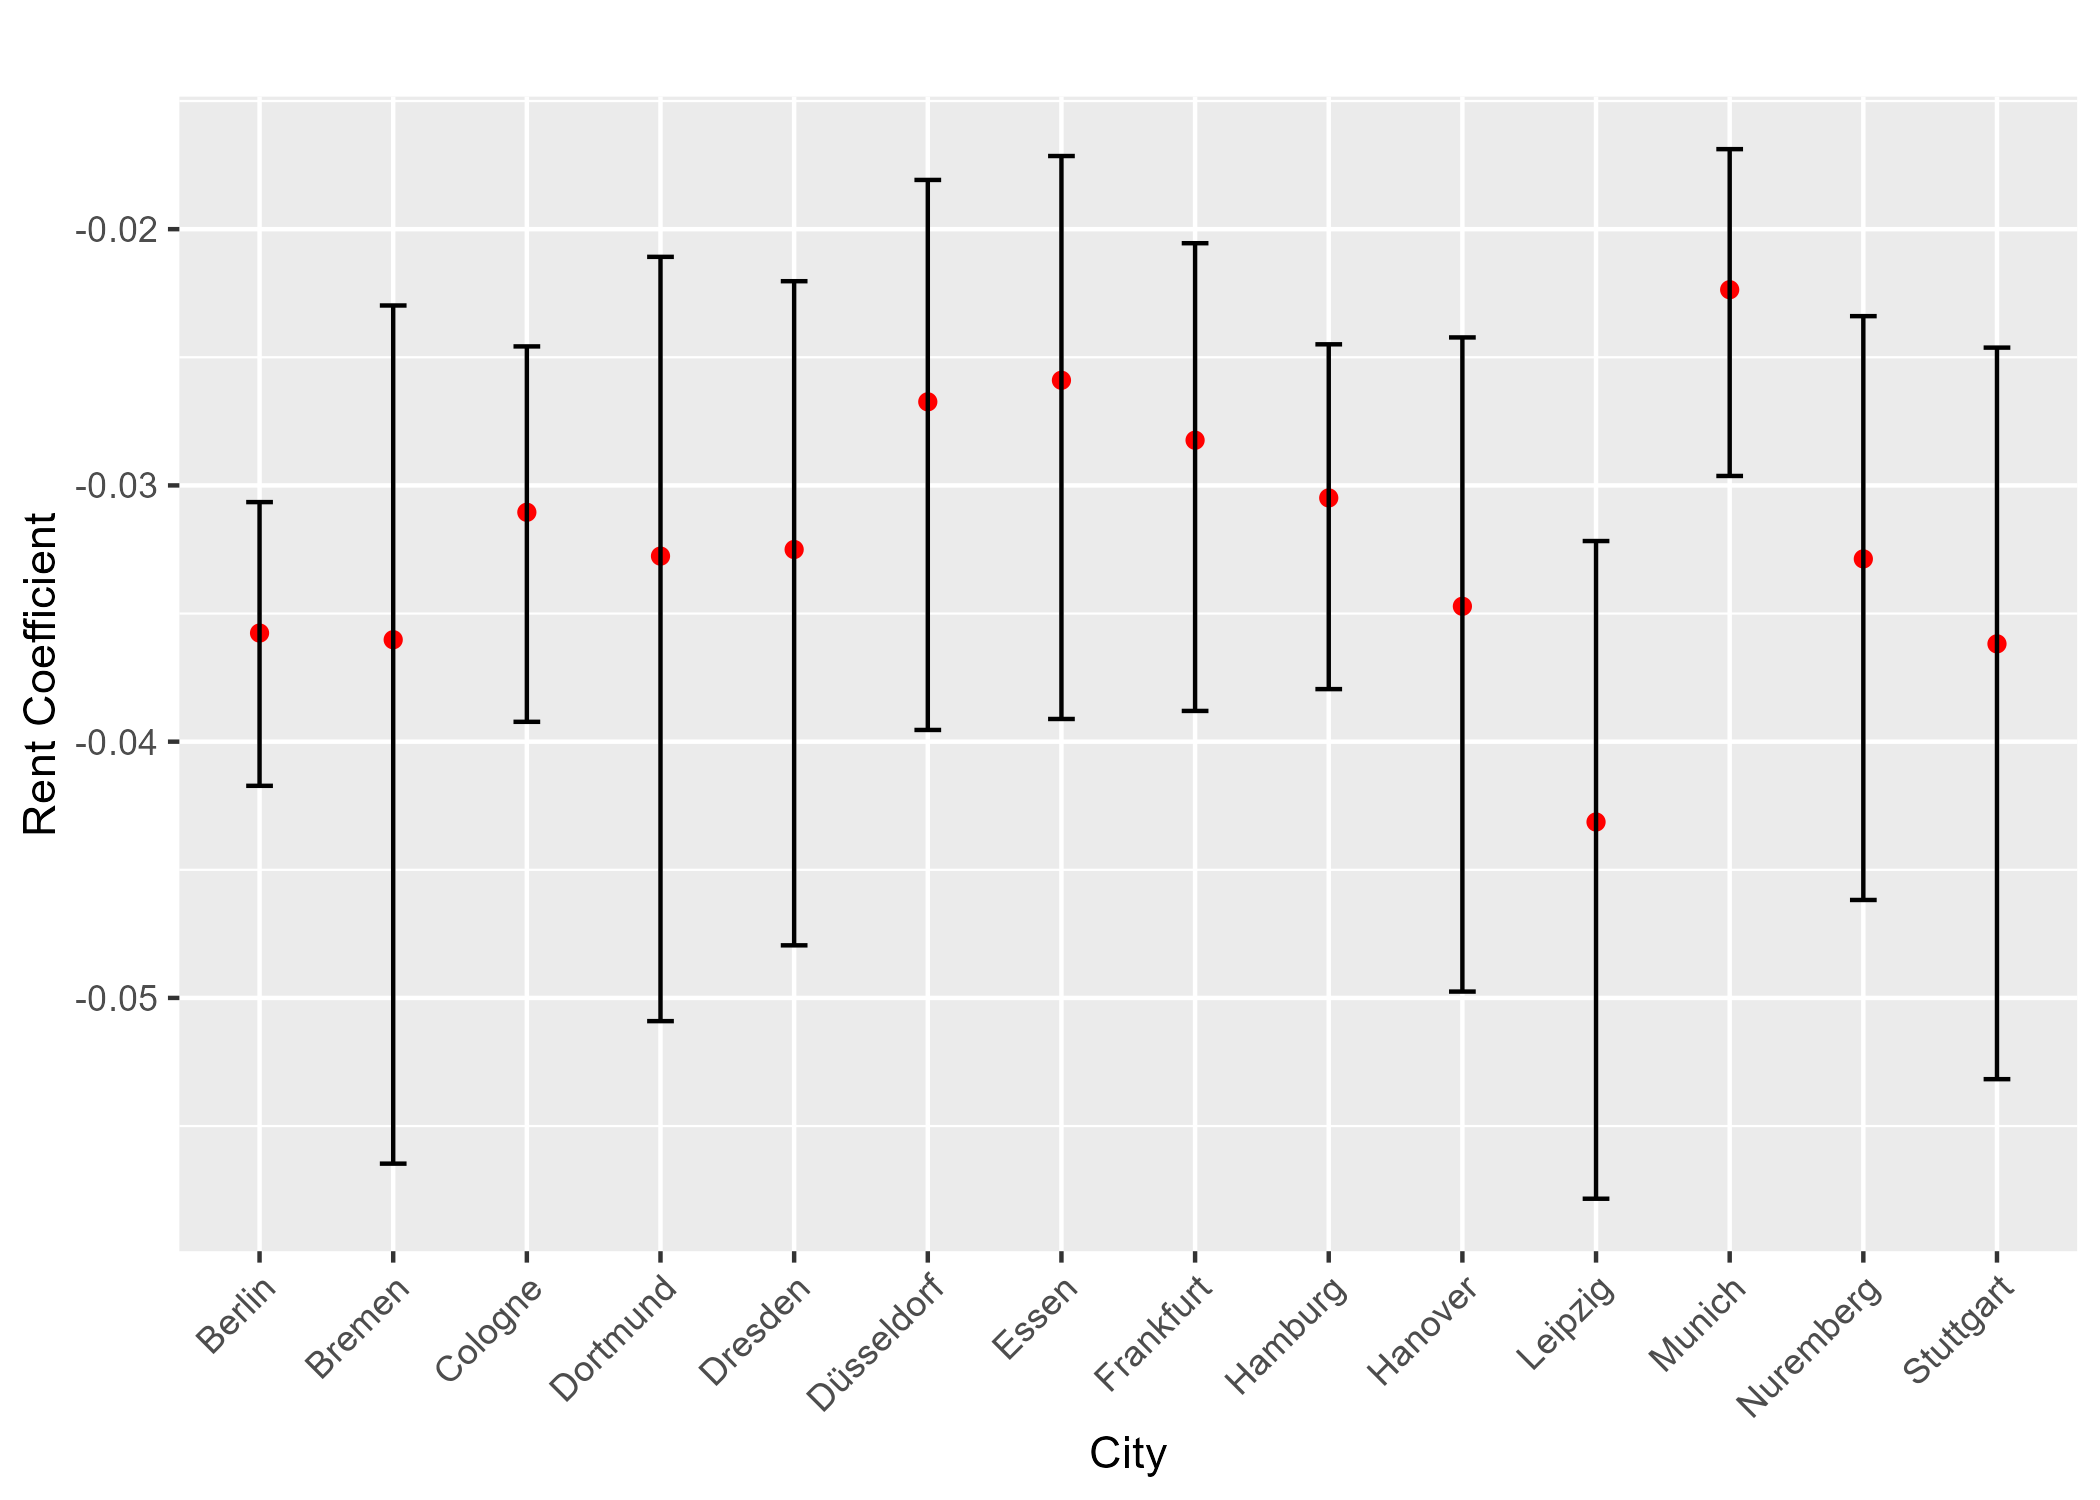 Rent Coefficient
-0.02
-0.03
-0.04
-0.05
Berlin
Bremen
Cologne
Dortmund
Dresden
Düsseldorf
Essen
Frankfurt
Hamburg
Hanover
Leipzig
Munich
Nuremberg
Stuttgart
City